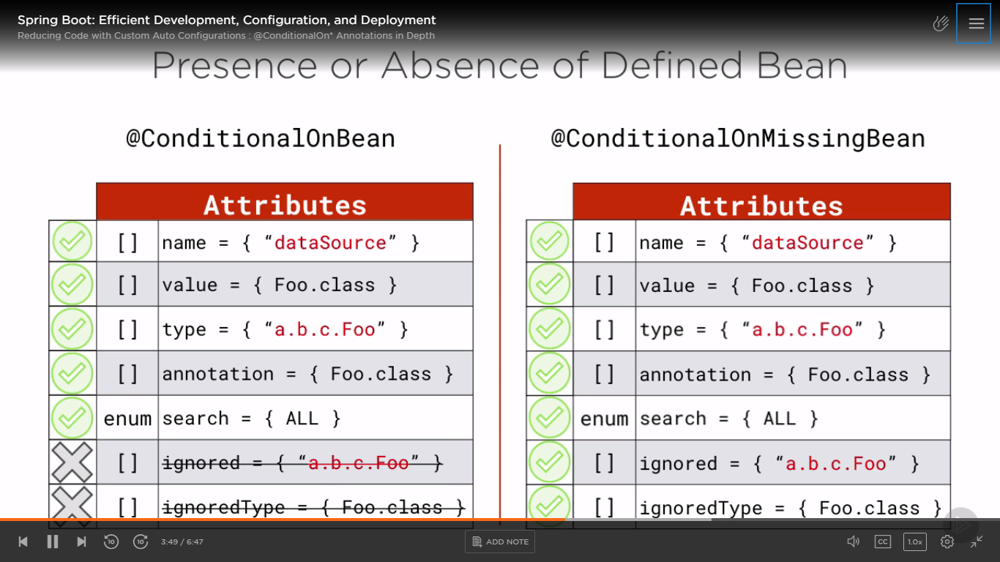 Spring Boot: Efficient Development, Configuration, and Deployment
Reducing Code with Custom Auto Configurations : @ConditionalOn* Annotations in Depth
Presence or Absence of Defined Bean
@ConditionalOnBean
Attributes
[] name = { “dataSource” }
[] value = { Foo.class }
[] type = { “a.b.c.Foo” }
[] annotation = { Foo.class }
enum search = { ALL }
[] ignored = { “a.b.c.Foo” }
[] ignoredType = { Foo.class }
@ConditionalOnMissingBean
Attributes
[] name = { “dataSource” }
[] value = { Foo.class }
[] type = { “a.b.c.Foo” }
[] annotation = { Foo.class }
enum search = { ALL }
[] ignored = { “a.b.c.Foo” }
[] ignoredType = { Foo.class }
10 10 3:49 / 6:47 ADD NOTE CC 1.0x